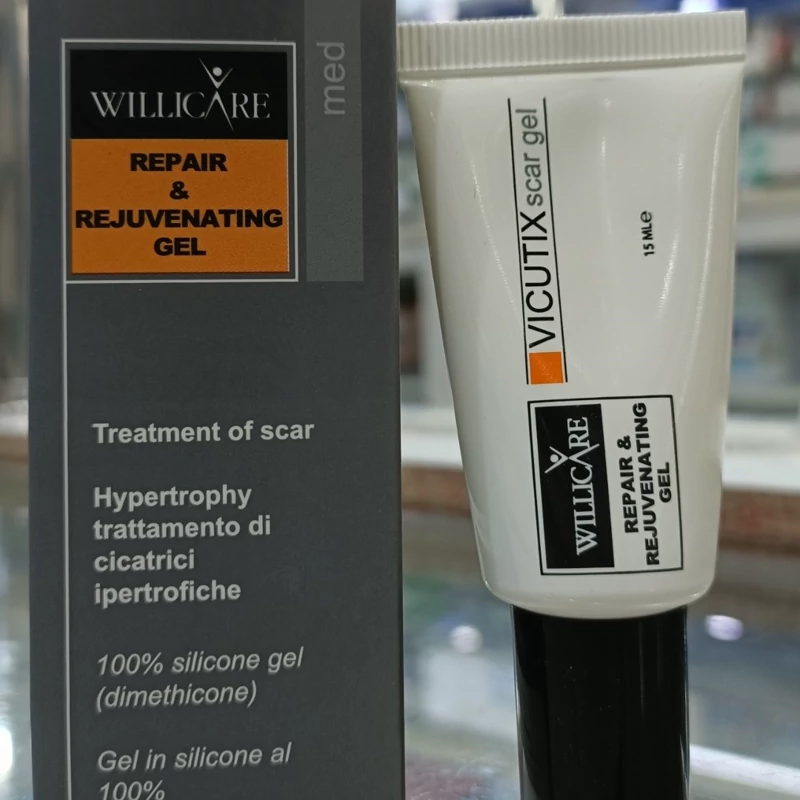 WILLICARE
REPAIR
&
REJUVENATING
GEL
med
Treatment of scar
Hypertrophy
trattamento di
cicatrici
ipertrofiche
100% silicone gel
(dimethicone)
Gel in silicone al
100%
VICUTIX scar gel
15 MLe
WILLICARE
REPAIR &
REJUVENATING
GEL